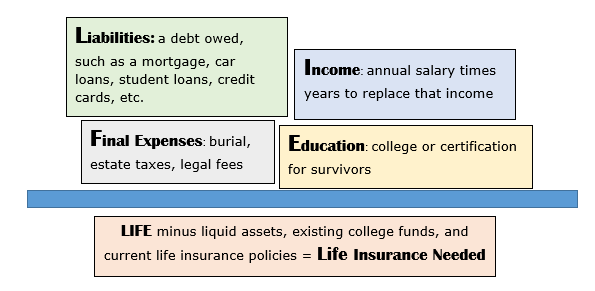 Liabilities: a debt owed,
such as a mortgage, car
loans, student loans, credit
cards, etc.
Income: annual salary times
years to replace that income
Final Expenses: burial,
estate taxes, legal fees
Education: college or certification
for survivors
LIFE minus liquid assets, existing college funds, and
current life insurance policies = Life Insurance Needed